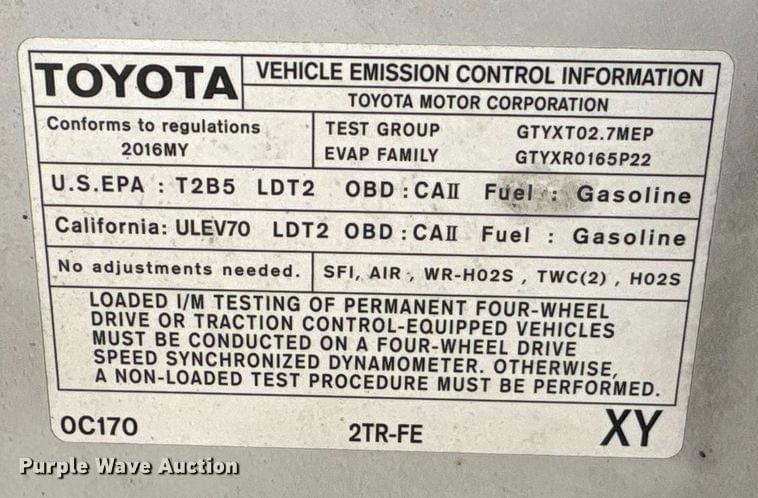 TOYOTA
VEHICLE EMISSION CONTROL INFORMATION
TOYOTA MOTOR CORPORATION
Conforms to regulations
2016MY
TEST GROUP GTYXT02.7MEP
EVAP FAMILY GTYXR0165P22
U.S.EPA : T2B5 LDT2 OBD : CAII Fuel : Gasoline
California: ULEV70 LDT2 OBD : CAII Fuel : Gasoline
No adjustments needed.
SFI, AIR, WR-HO2S, TWC(2), HO2S
LOADED I/M TESTING OF PERMANENT FOUR-WHEEL
DRIVE OR TRACTION CONTROL-EQUIPPED VEHICLES
MUST BE CONDUCTED ON A FOUR-WHEEL DRIVE
SPEED SYNCHRONIZED DYNAMOMETER. OTHERWISE,
A NON-LOADED TEST PROCEDURE MUST BE PERFORMED.
0C170
2TR-FE
XY
Purple Wave Auction